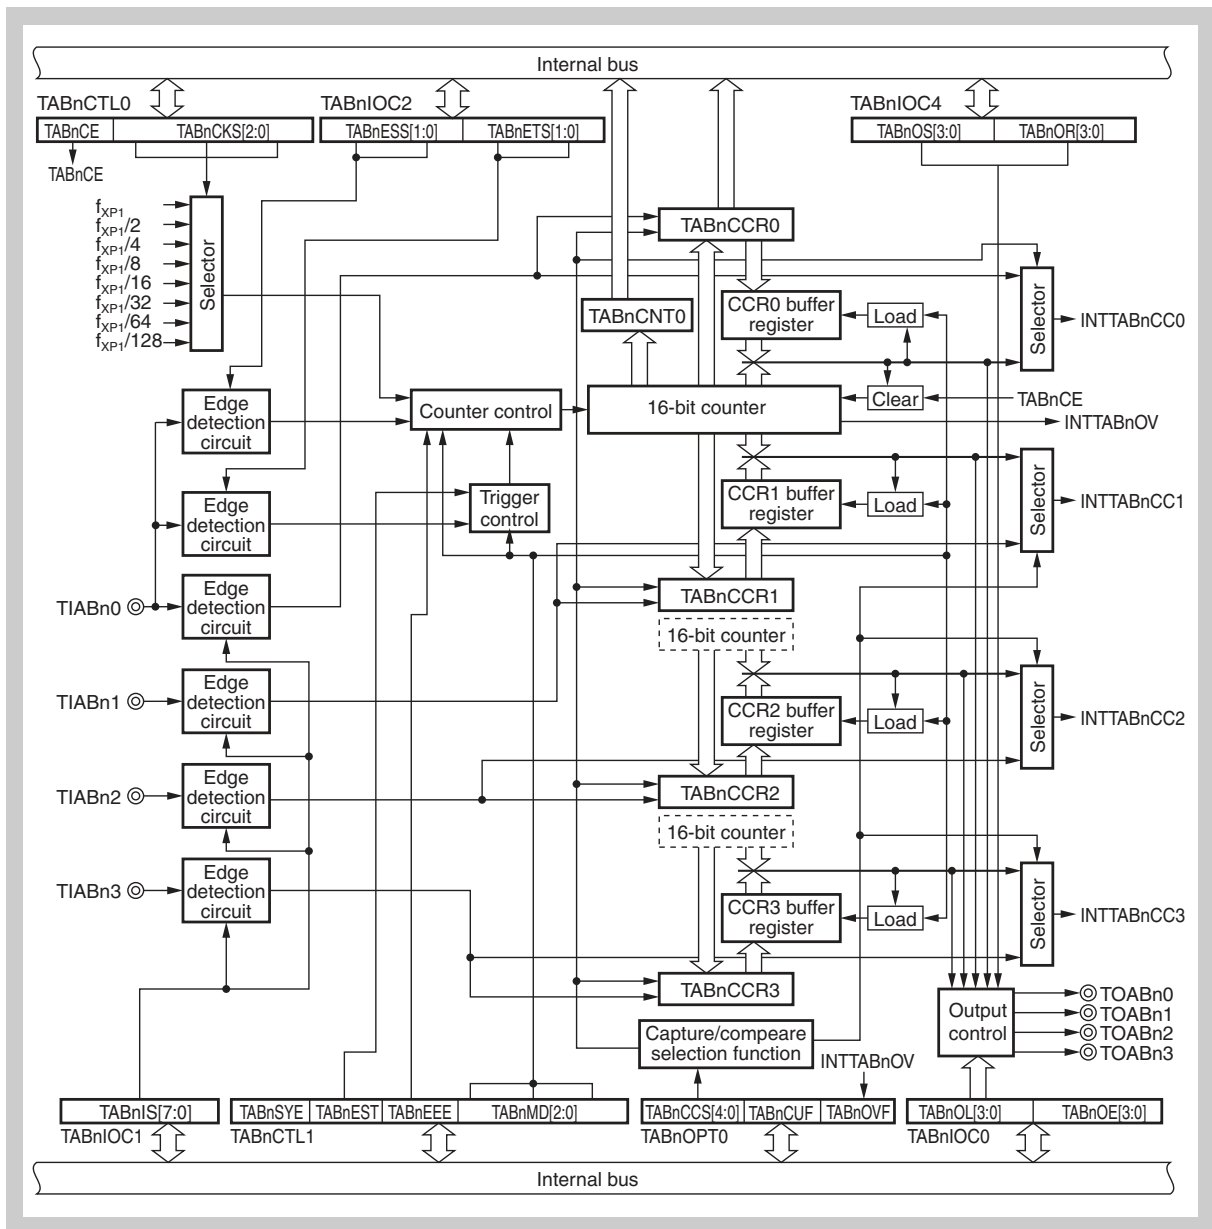 Internal bus
TABnCTL0
TABnIOC2
TABnIOC4
TABnCE
TABnCKS[2:0]
TABnESS[1:0]
TABnETS[1:0]
TABnOS[3:0]
TABnOR[3:0]
TABnCE
fXP1
fXP1/2
fXP1/4
fXP1/8
fXP1/16
fXP1/32
fXP1/64
fXP1/128
Selector
TABnCCR0
TABnCNT0
CCR0 buffer
register
Load
Selector
INTTABnCC0
Edge
detection
circuit
Counter control
16-bit counter
Clear
TABnCE
INTTABnOV
Edge
detection
circuit
Trigger
control
CCR1 buffer
register
Load
Selector
INTTABnCC1
TIABn0
Edge
detection
circuit
TABnCCR1
16-bit counter
TIABn1
Edge
detection
circuit
CCR2 buffer
register
Load
Selector
INTTABnCC2
TIABn2
Edge
detection
circuit
TABnCCR2
16-bit counter
TIABn3
Edge
detection
circuit
CCR3 buffer
register
Load
Selector
INTTABnCC3
TABnCCR3
Capture/compeare
selection function
INTTABnOV
Output
control
TOABn0
TOABn1
TOABn2
TOABn3
TABnIS[7:0]
TABnSYE
TABnEST
TABnEEE
TABnMD[2:0]
TABnCCS[4:0]
TABnCUF
TABnOVF
TABnOL[3:0]
TABnOE[3:0]
TABnIOC1
TABnCTL1
TABnOPT0
TABnIOC0
Internal bus